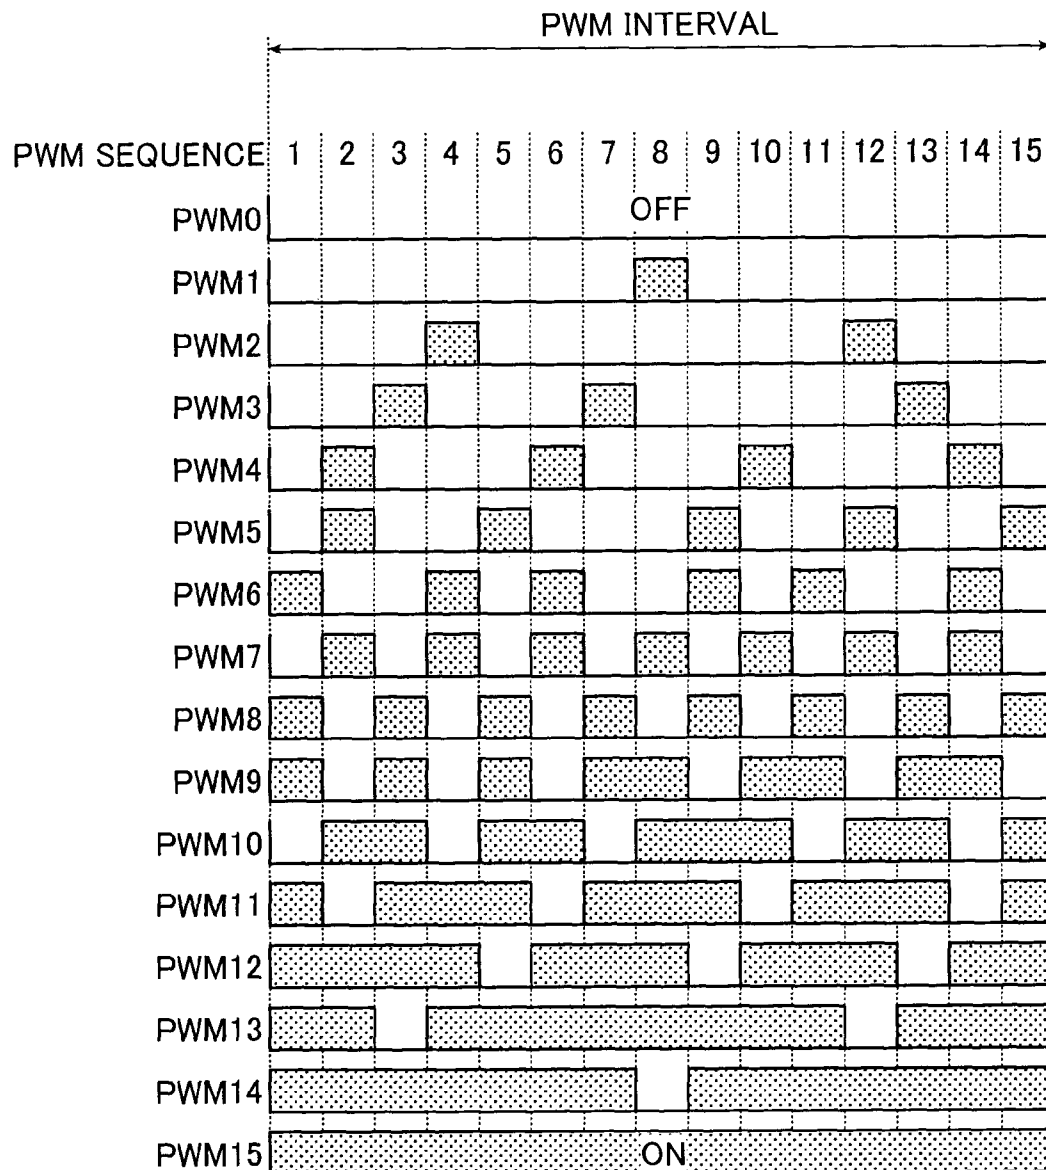 PWM INTERVAL
PWM SEQUENCE 1 2 3 4 5 6 7 8 9 10 11 12 13 14 15
PWM0 OFF
PWM1
PWM2
PWM3
PWM4
PWM5
PWM6
PWM7
PWM8
PWM9
PWM10
PWM11
PWM12
PWM13
PWM14
PWM15 ON